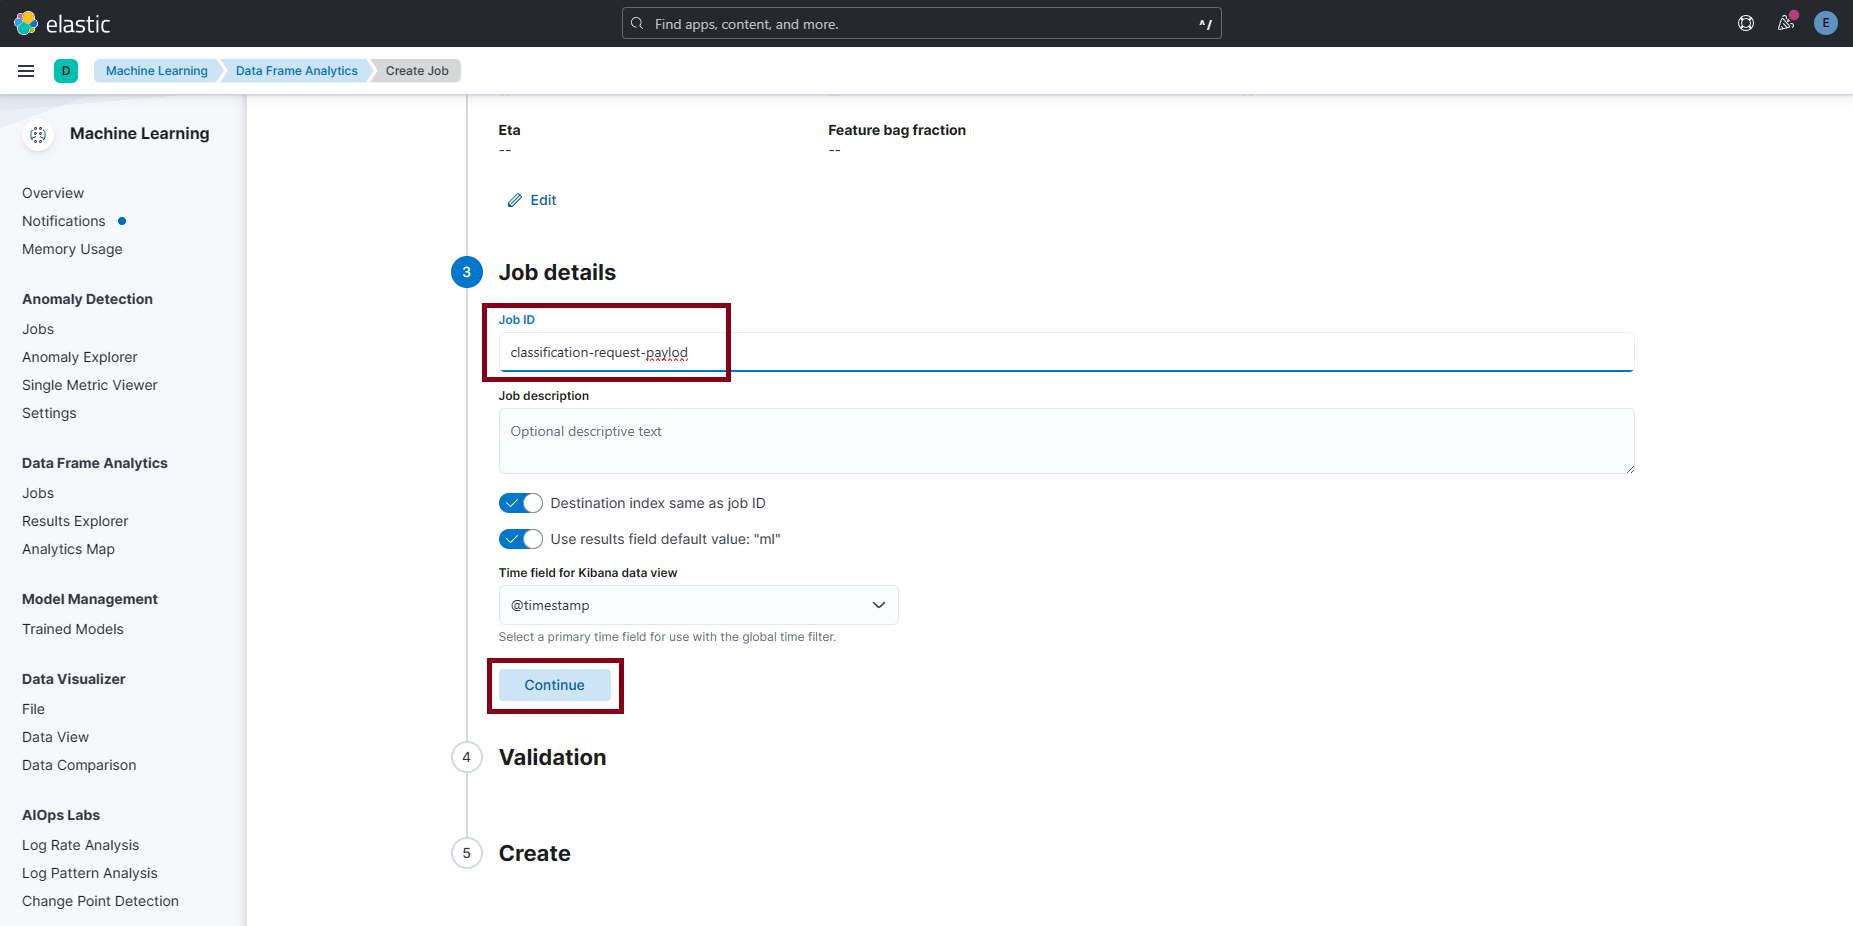 elastic
Find apps, content, and more.
^/
E
D
Machine Learning
Data Frame Analytics
Create Job
Machine Learning
Overview
Notifications
Memory Usage
Anomaly Detection
Jobs
Anomaly Explorer
Single Metric Viewer
Settings
Data Frame Analytics
Jobs
Results Explorer
Analytics Map
Model Management
Trained Models
Data Visualizer
File
Data View
Data Comparison
AIOps Labs
Log Rate Analysis
Log Pattern Analysis
Change Point Detection
Eta
Feature bag fraction
--
--
Edit
3
Job details
Job ID
classification-request-paylod
Job description
Optional descriptive text
Destination index same as job ID
Use results field default value: "ml"
Time field for Kibana data view
@timestamp
Select a primary time field for use with the global time filter.
Continue
4
Validation
5
Create